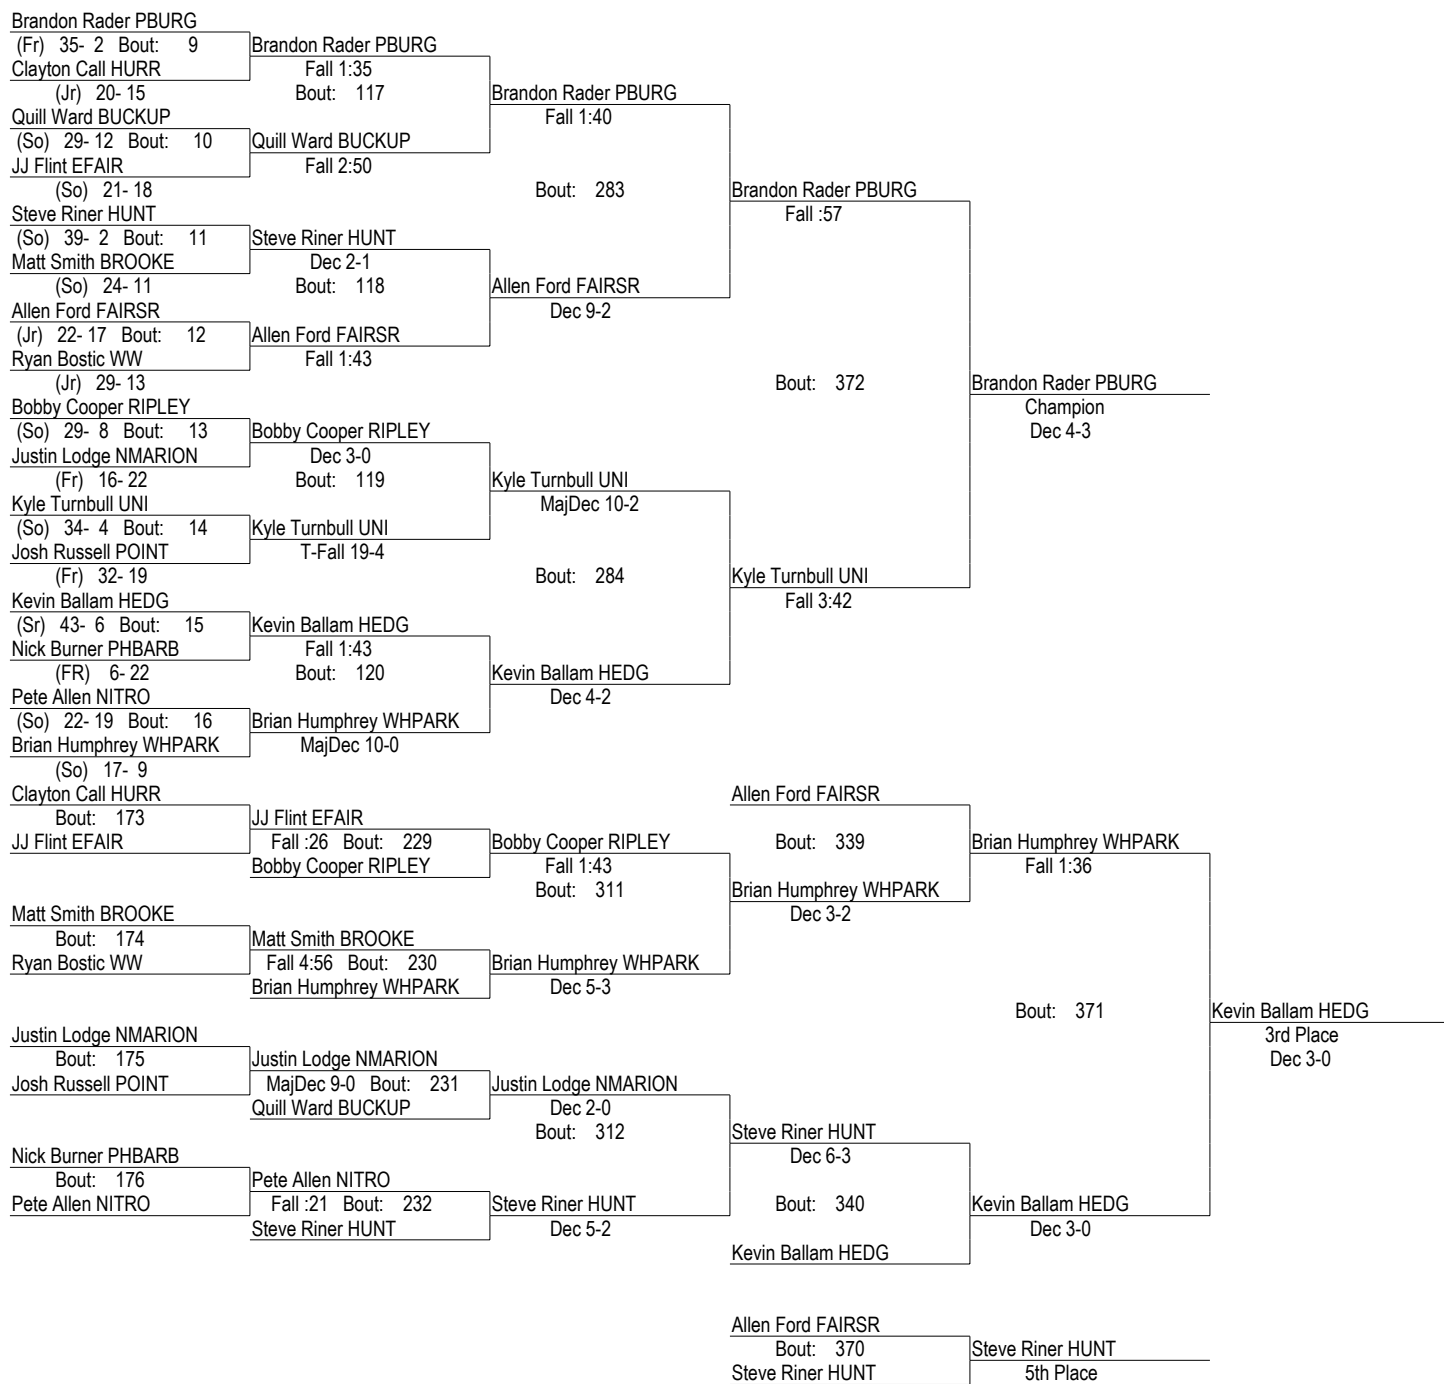 Brandon Rader PBURG
(Fr) 35- 2 Bout: 9 Brandon Rader PBURG
Clayton Call HURR Fall 1:35
(Jr) 20- 15 Bout: 117 Brandon Rader PBURG
Quill Ward BUCKUP Fall 1:40
(So) 29- 12 Bout: 10 Quill Ward BUCKUP
JJ Flint EFAIR Fall 2:50
(So) 21- 18 Bout: 283 Brandon Rader PBURG
Steve Riner HUNT Fall :57
(So) 39- 2 Bout: 11 Steve Riner HUNT
Matt Smith BROOKE Dec 2-1
(So) 24- 11 Bout: 118 Allen Ford FAIRSR
Allen Ford FAIRSR Dec 9-2
(Jr) 22- 17 Bout: 12 Allen Ford FAIRSR
Ryan Bostic WW Fall 1:43
(Jr) 29- 13 Bout: 372 Brandon Rader PBURG
Bobby Cooper RIPLEY Champion
(So) 29- 8 Bout: 13 Bobby Cooper RIPLEY Dec 4-3
Justin Lodge NMARION Dec 3-0
(Fr) 16- 22 Bout: 119 Kyle Turnbull UNI
Kyle Turnbull UNI MajDec 10-2
(So) 34- 4 Bout: 14 Kyle Turnbull UNI
Josh Russell POINT T-Fall 19-4
(Fr) 32- 19 Bout: 284 Kyle Turnbull UNI
Kevin Ballam HEDG Fall 3:42
(Sr) 43- 6 Bout: 15 Kevin Ballam HEDG
Nick Burner PHBARB Fall 1:43
(FR) 6- 22 Bout: 120 Kevin Ballam HEDG
Pete Allen NITRO Dec 4-2
(So) 22- 19 Bout: 16 Brian Humphrey WHPARK
Brian Humphrey WHPARK MajDec 10-0
(So) 17- 9
Clayton Call HURR Allen Ford FAIRSR
Bout: 173 JJ Flint EFAIR
JJ Flint EFAIR Fall :26 Bout: 229 Bobby Cooper RIPLEY Bout: 339 Brian Humphrey WHPARK
Bobby Cooper RIPLEY Fall 1:43 Fall 1:36
Bout: 311 Brian Humphrey WHPARK
Matt Smith BROOKE Dec 3-2
Bout: 174 Matt Smith BROOKE
Ryan Bostic WW Fall 4:56 Bout: 230 Brian Humphrey WHPARK
Brian Humphrey WHPARK Dec 5-3
Bout: 371 Kevin Ballam HEDG
Justin Lodge NMARION 3rd Place
Bout: 175 Justin Lodge NMARION Dec 3-0
Josh Russell POINT MajDec 9-0 Bout: 231 Justin Lodge NMARION
Quill Ward BUCKUP Dec 2-0
Bout: 312 Steve Riner HUNT
Nick Burner PHBARB Dec 6-3
Bout: 176 Pete Allen NITRO
Pete Allen NITRO Fall :21 Bout: 232 Steve Riner HUNT Bout: 340 Kevin Ballam HEDG
Steve Riner HUNT Dec 5-2 Dec 3-0
Kevin Ballam HEDG
Allen Ford FAIRSR
Bout: 370 Steve Riner HUNT
Steve Riner HUNT 5th Place